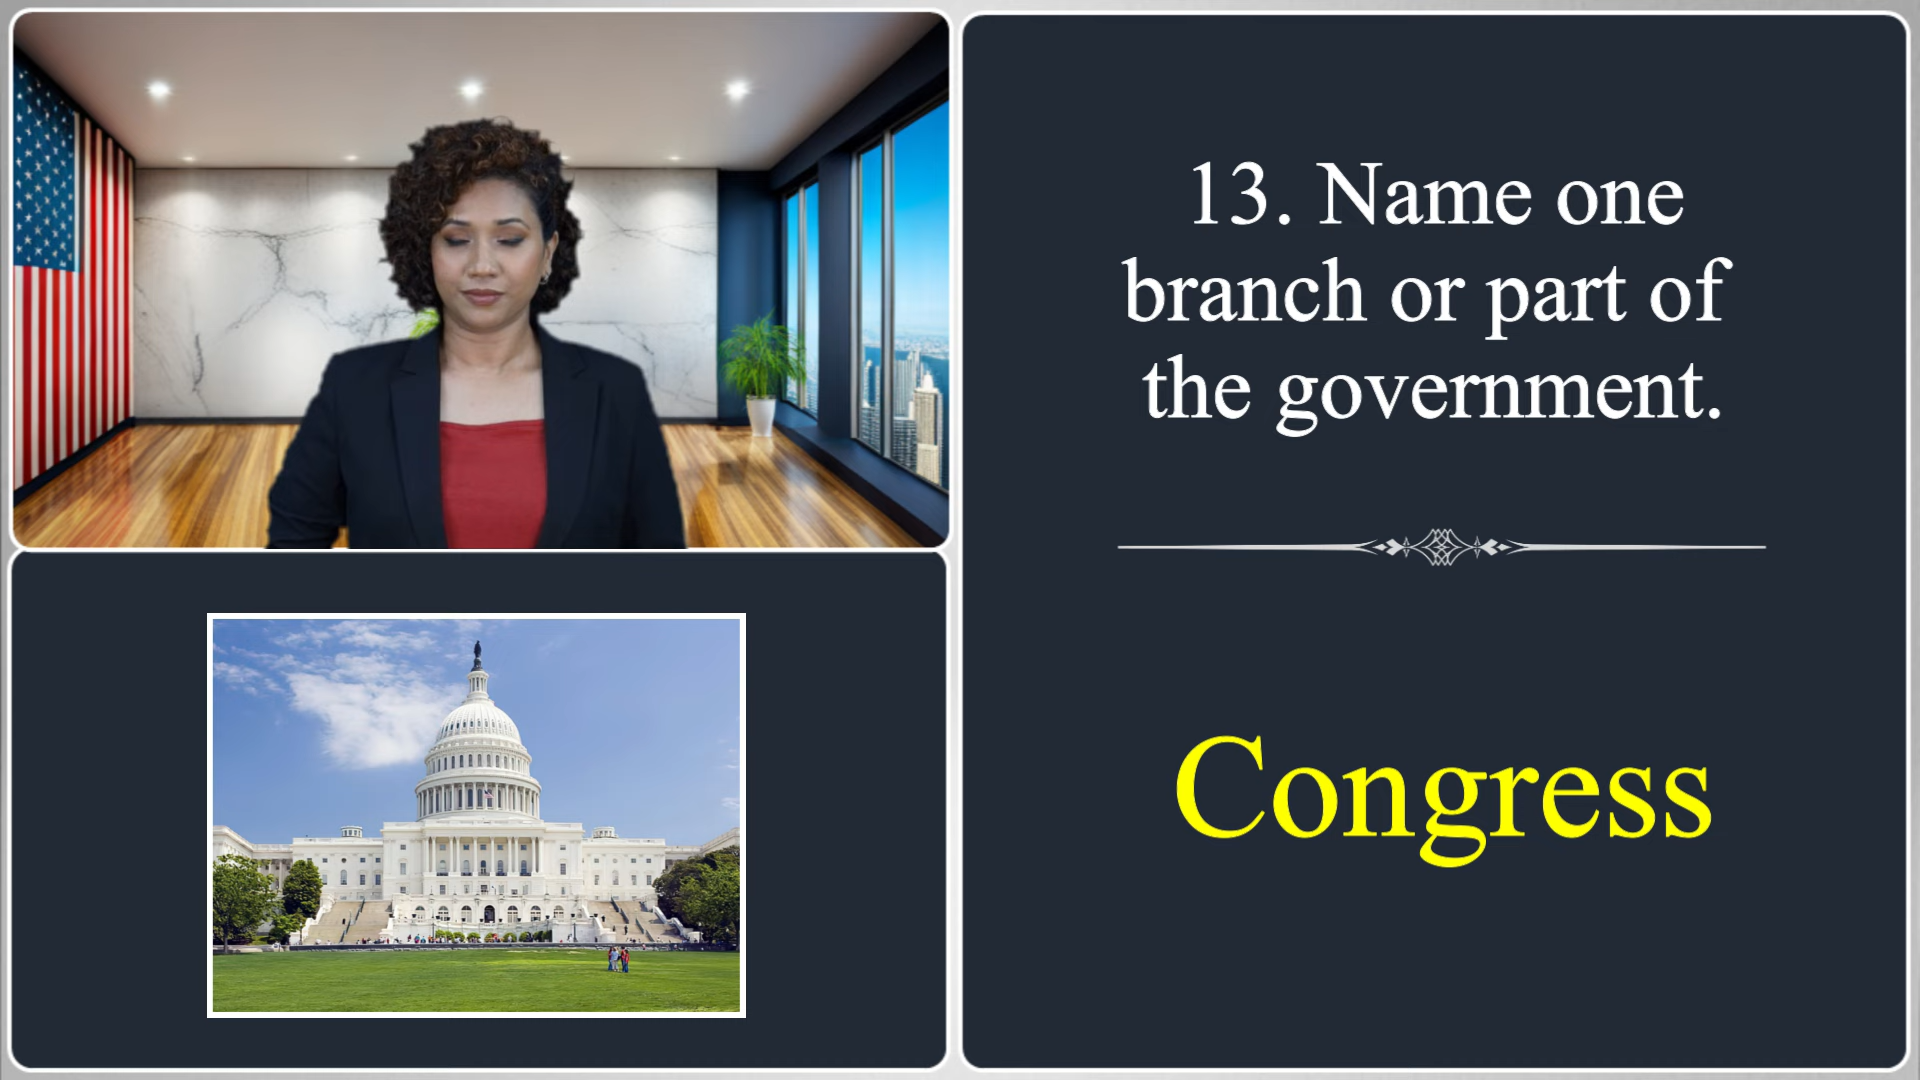 13. Name one
branch or part of
the government.
Congress